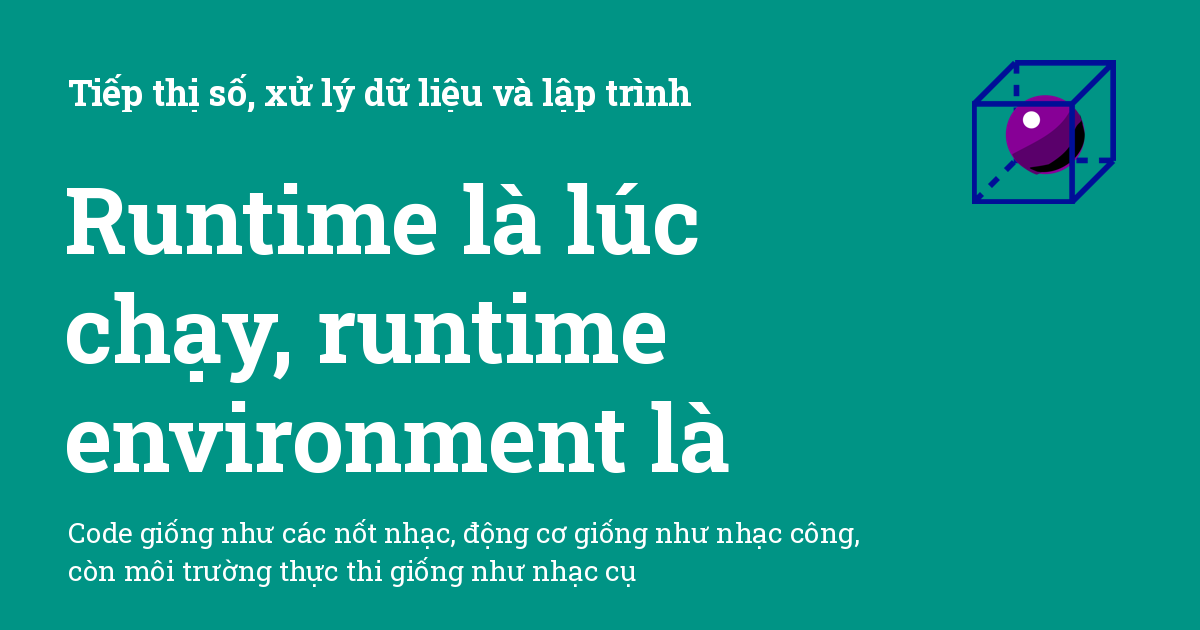 Tiếp thị số, xử lý dữ liệu và lập trình
Runtime là lúc
chạy, runtime
environment là
Code giống như các nốt nhạc, động cơ giống như nhạc công,
còn môi trường thực thi giống như nhạc cụ